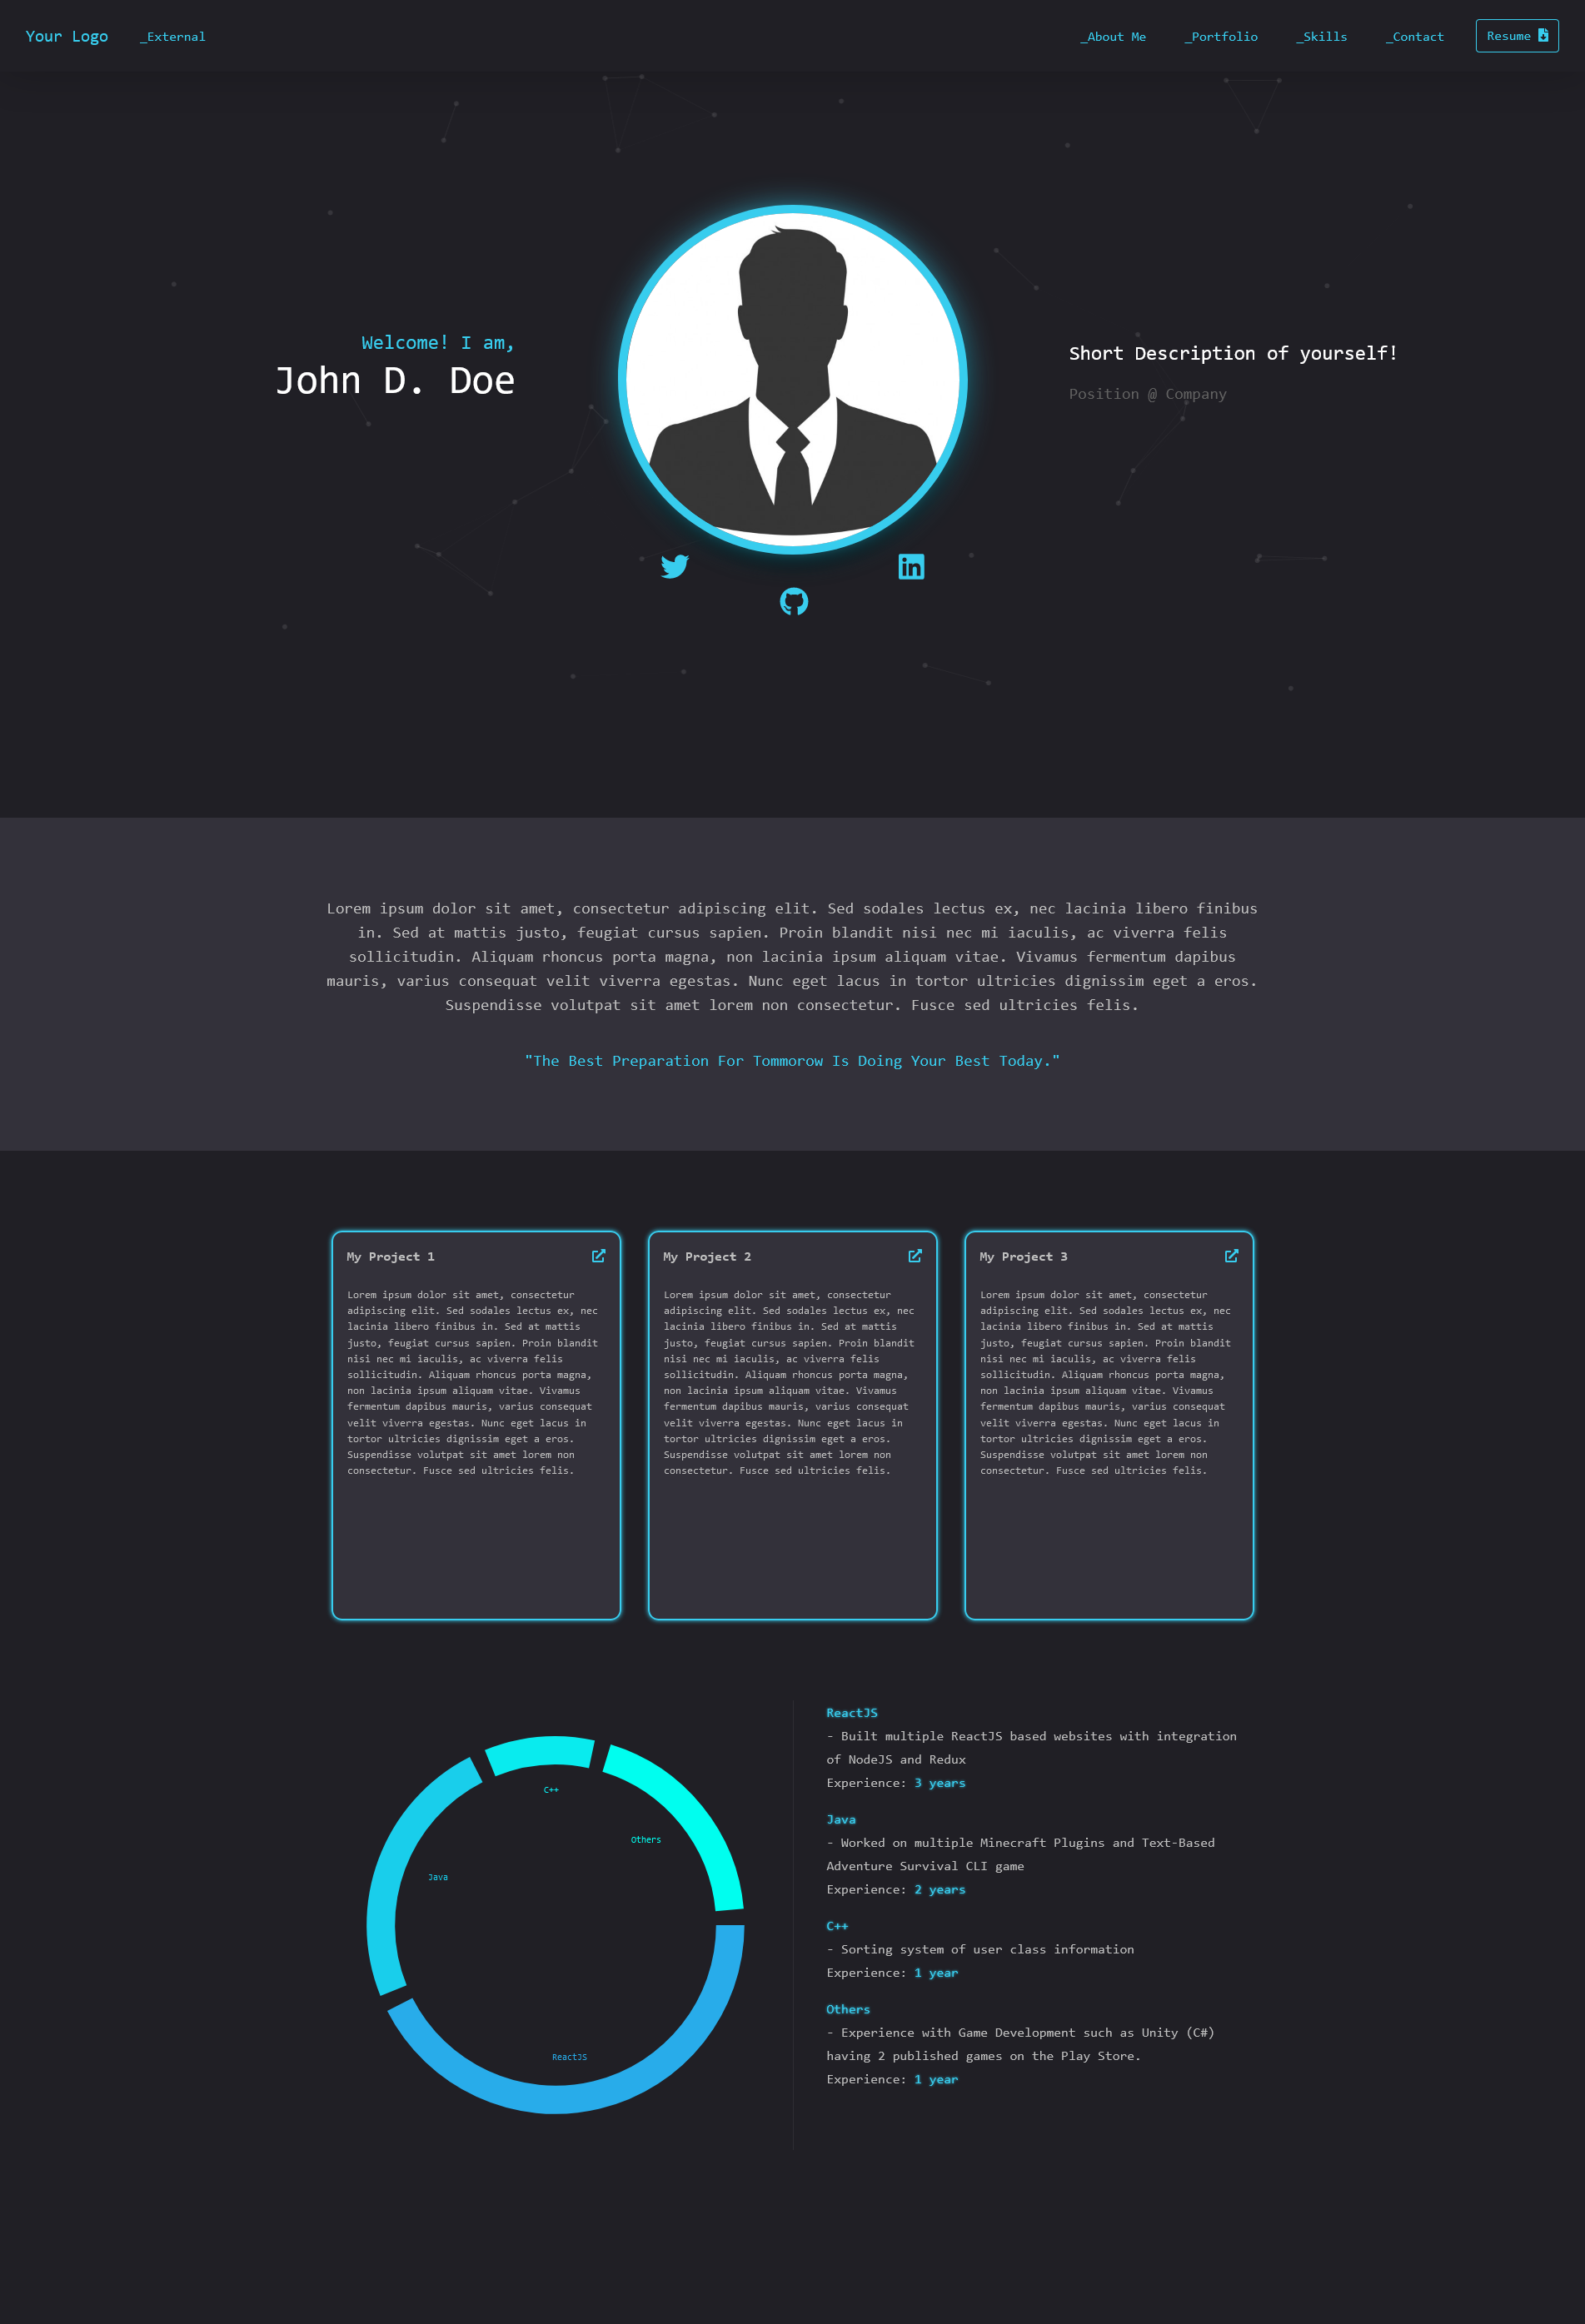 Your Logo _External _About Me _Portfolio _Skills _Contact Resume
Welcome! I am,
John D. Doe
Short Description of yourself!
Position @ Company
Lorem ipsum dolor sit amet, consectetur adipiscing elit. Sed sodales lectus ex, nec lacinia libero finibus
in. Sed at mattis justo, feugiat cursus sapien. Proin blandit nisi nec mi iaculis, ac viverra felis
sollicitudin. Aliquam rhoncus porta magna, non lacinia ipsum aliquam vitae. Vivamus fermentum dapibus
mauris, varius consequat velit viverra egestas. Nunc eget lacus in tortor ultricies dignissim eget a eros.
Suspendisse volutpat sit amet lorem non consectetur. Fusce sed ultricies felis.
"The Best Preparation For Tommorow Is Doing Your Best Today."
My Project 1
Lorem ipsum dolor sit amet, consectetur
adipiscing elit. Sed sodales lectus ex, nec
lacinia libero finibus in. Sed at mattis
justo, feugiat cursus sapien. Proin blandit
nisi nec mi iaculis, ac viverra felis
sollicitudin. Aliquam rhoncus porta magna,
non lacinia ipsum aliquam vitae. Vivamus
fermentum dapibus mauris, varius consequat
velit viverra egestas. Nunc eget lacus in
tortor ultricies dignissim eget a eros.
Suspendisse volutpat sit amet lorem non
consectetur. Fusce sed ultricies felis.
My Project 2
Lorem ipsum dolor sit amet, consectetur
adipiscing elit. Sed sodales lectus ex, nec
lacinia libero finibus in. Sed at mattis
justo, feugiat cursus sapien. Proin blandit
nisi nec mi iaculis, ac viverra felis
sollicitudin. Aliquam rhoncus porta magna,
non lacinia ipsum aliquam vitae. Vivamus
fermentum dapibus mauris, varius consequat
velit viverra egestas. Nunc eget lacus in
tortor ultricies dignissim eget a eros.
Suspendisse volutpat sit amet lorem non
consectetur. Fusce sed ultricies felis.
My Project 3
Lorem ipsum dolor sit amet, consectetur
adipiscing elit. Sed sodales lectus ex, nec
lacinia libero finibus in. Sed at mattis
justo, feugiat cursus sapien. Proin blandit
nisi nec mi iaculis, ac viverra felis
sollicitudin. Aliquam rhoncus porta magna,
non lacinia ipsum aliquam vitae. Vivamus
fermentum dapibus mauris, varius consequat
velit viverra egestas. Nunc eget lacus in
tortor ultricies dignissim eget a eros.
Suspendisse volutpat sit amet lorem non
consectetur. Fusce sed ultricies felis.
C++
Others
Java
ReactJS
ReactJS
- Built multiple ReactJS based websites with integration
of NodeJS and Redux
Experience: 3 years
Java
- Worked on multiple Minecraft Plugins and Text-Based
Adventure Survival CLI game
Experience: 2 years
C++
- Sorting system of user class information
Experience: 1 year
Others
- Experience with Game Development such as Unity (C#)
having 2 published games on the Play Store.
Experience: 1 year